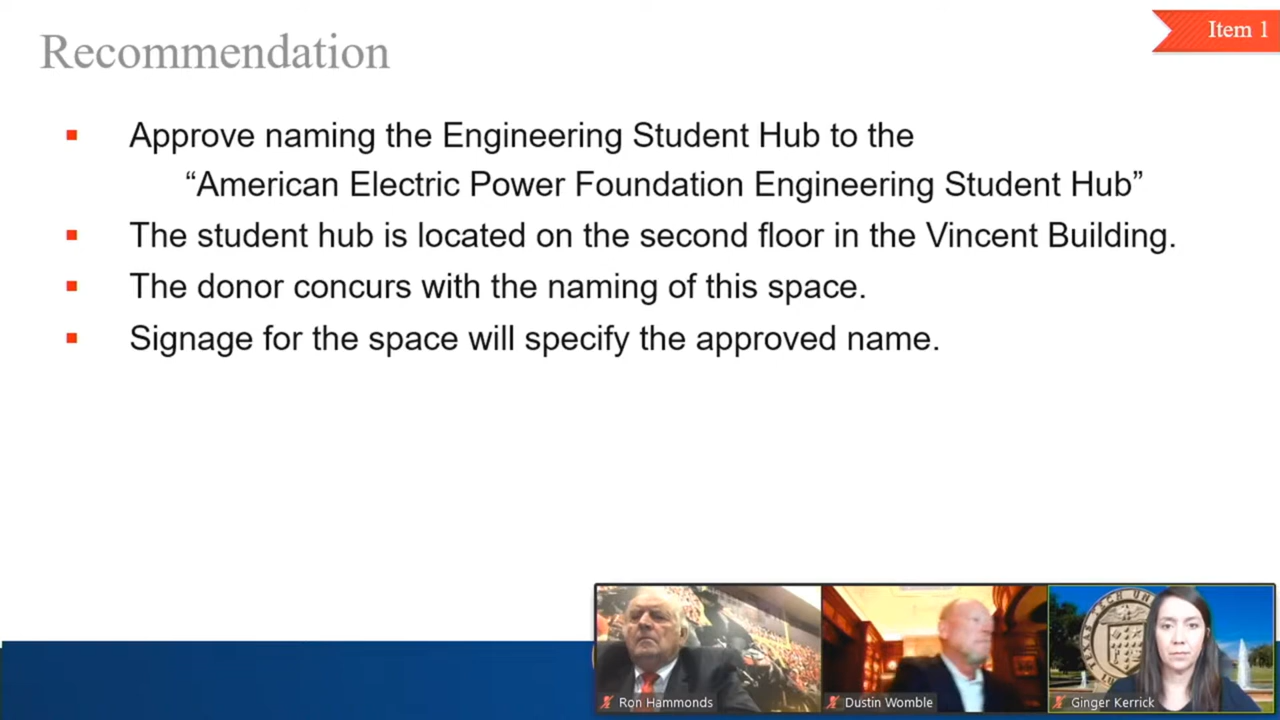 Recommendation
Item 1
Approve naming the Engineering Student Hub to the
“American Electric Power Foundation Engineering Student Hub”
The student hub is located on the second floor in the Vincent Building.
The donor concurs with the naming of this space.
Signage for the space will specify the approved name.
Ron Hammonds
Dustin Womble
Ginger Kerrick